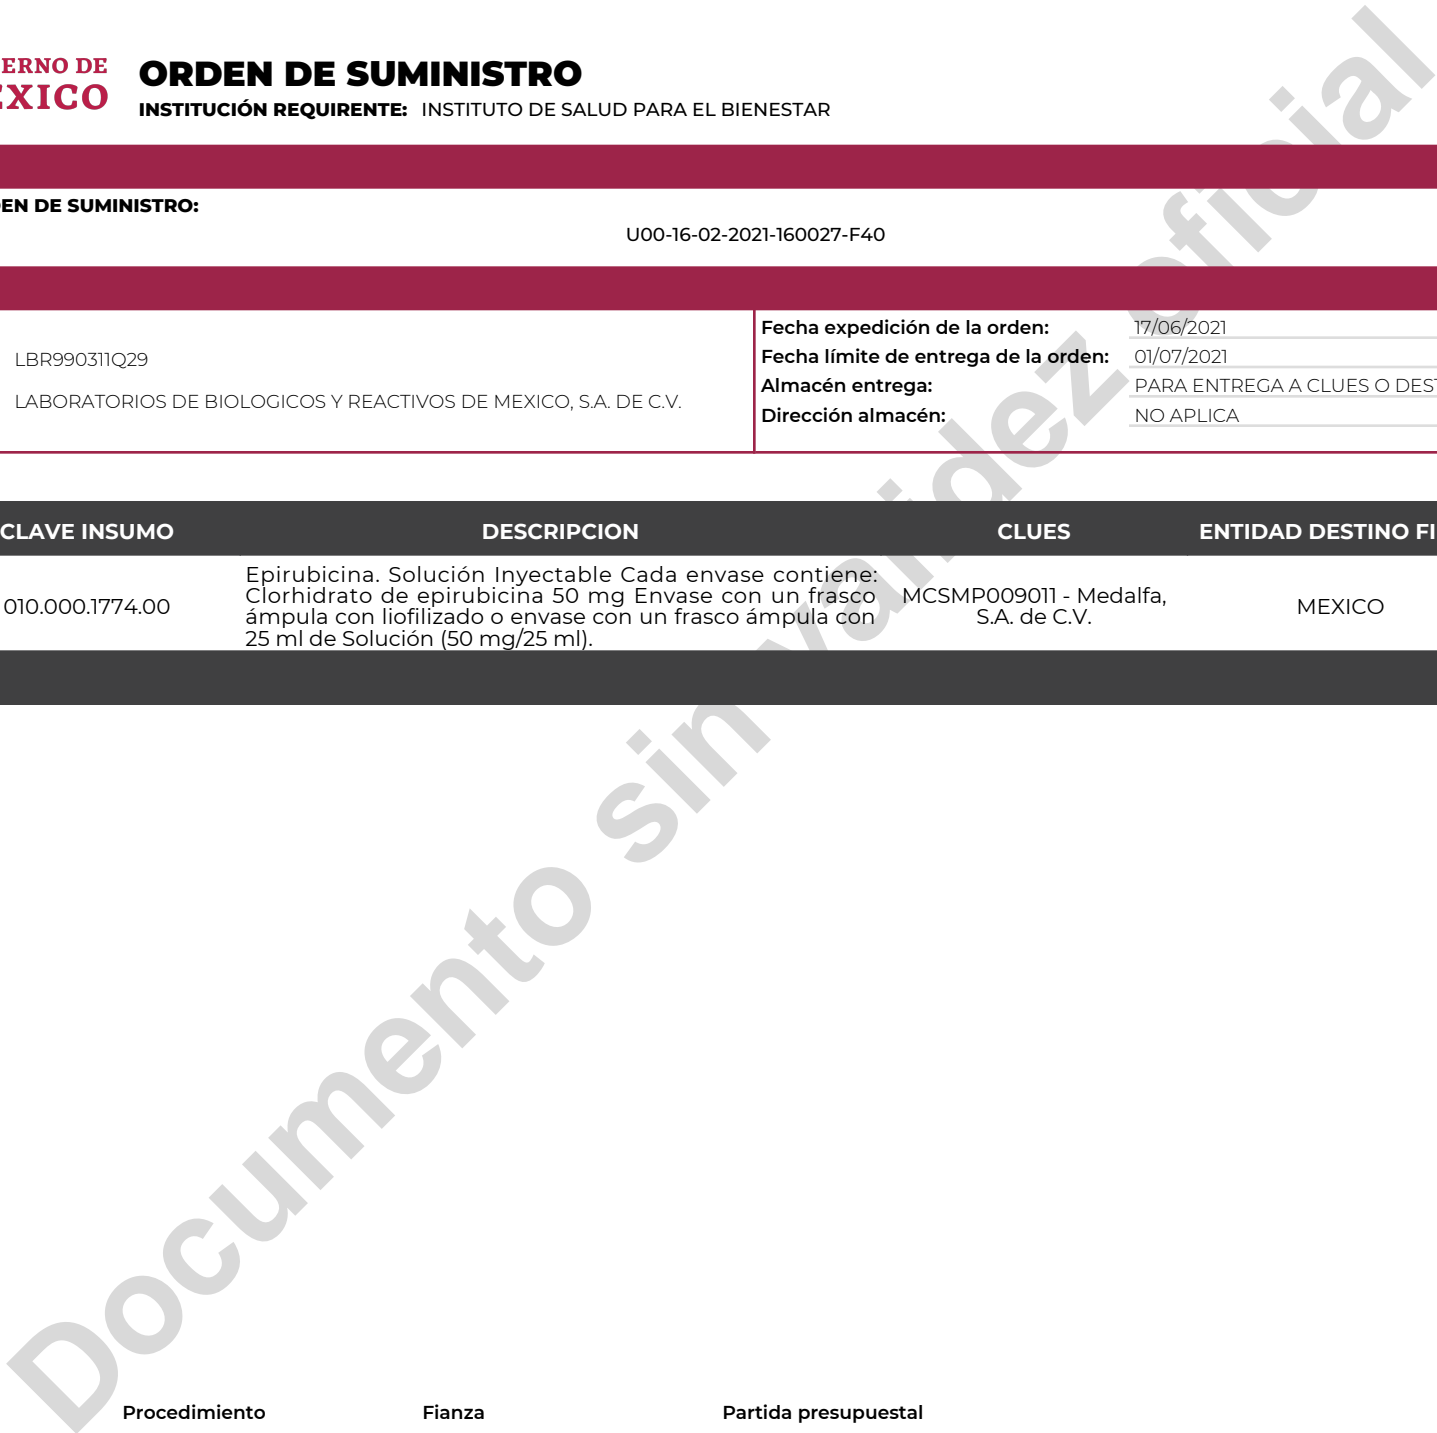 ERNO DE
EXICO
ORDEN DE SUMINISTRO
INSTITUCIÓN REQUIRENTE: INSTITUTO DE SALUD PARA EL BIENESTAR
EN DE SUMINISTRO:
U00-16-02-2021-160027-F40
LBR990311Q29
LABORATORIOS DE BIOLOGICOS Y REACTIVOS DE MEXICO, S.A. DE C.V.
Fecha expedición de la orden: 17/06/2021
Fecha límite de entrega de la orden: 01/07/2021
Almacén entrega: PARA ENTREGA A CLUES O DEST
Dirección almacén: NO APLICA
CLAVE INSUMO DESCRIPCION CLUES ENTIDAD DESTINO FI
010.000.1774.00
Epirubicina. Solución Inyectable Cada envase contiene:
Clorhidrato de epirubicina 50 mg Envase con un frasco
ámpula con liofilizado o envase con un frasco ámpula con
25 ml de Solución (50 mg/25 ml).
MCSMP009011 - Medalfa,
S.A. de C.V.
MEXICO
Documento sin validez oficial
Procedimiento Fianza Partida presupuestal